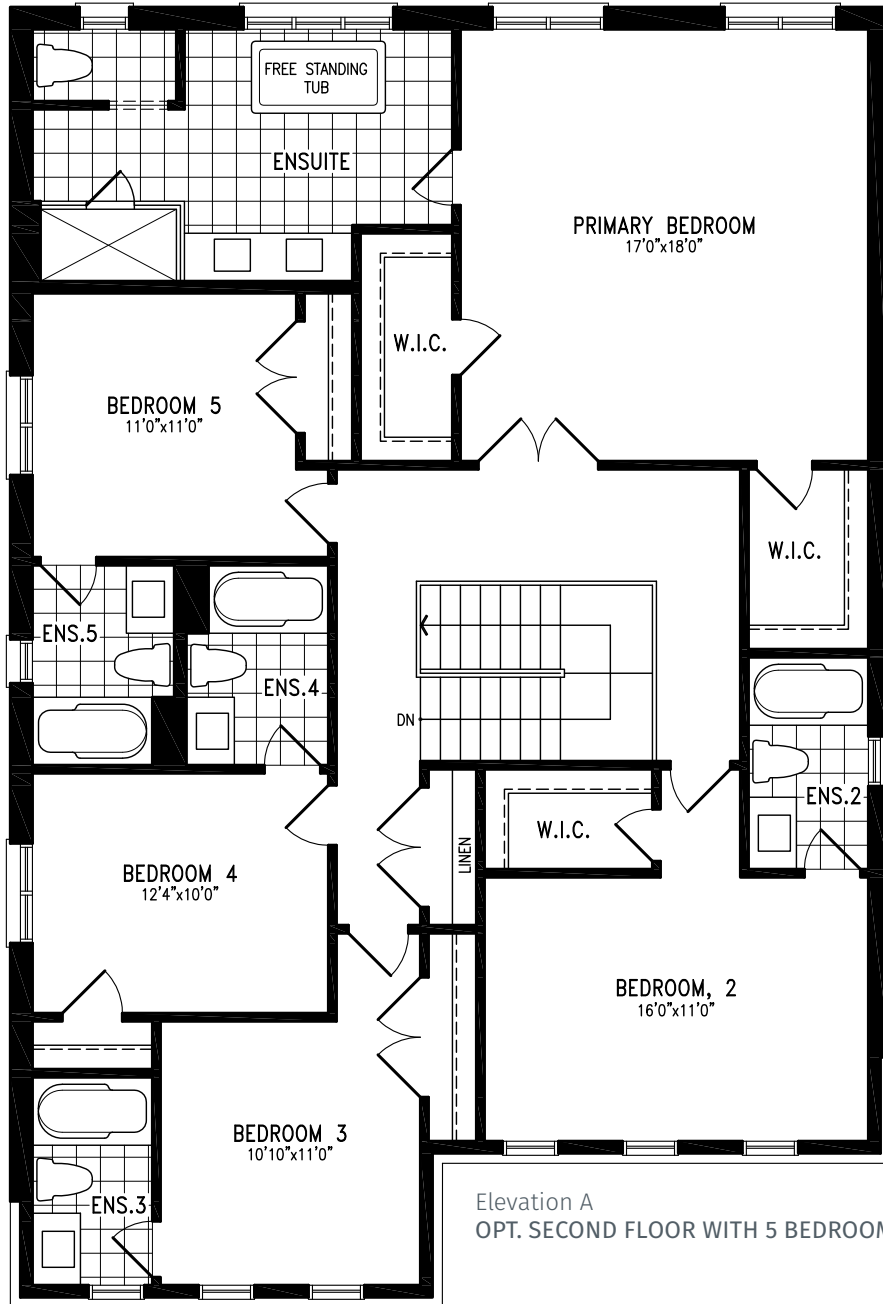 FREE STANDING
TUB
ENSUITE
PRIMARY BEDROOM
17'0"x18'0"
W.I.C.
BEDROOM 5
11'0"x11'0"
W.I.C.
ENS.5
ENS.4
DN
ENS.2
W.I.C.
LINEN
BEDROOM 4
12'4"x10'0"
BEDROOM, 2
16'0"x11'0"
BEDROOM 3
10'10"x11'0"
ENS.3
Elevation A
OPT. SECOND FLOOR WITH 5 BEDROOM